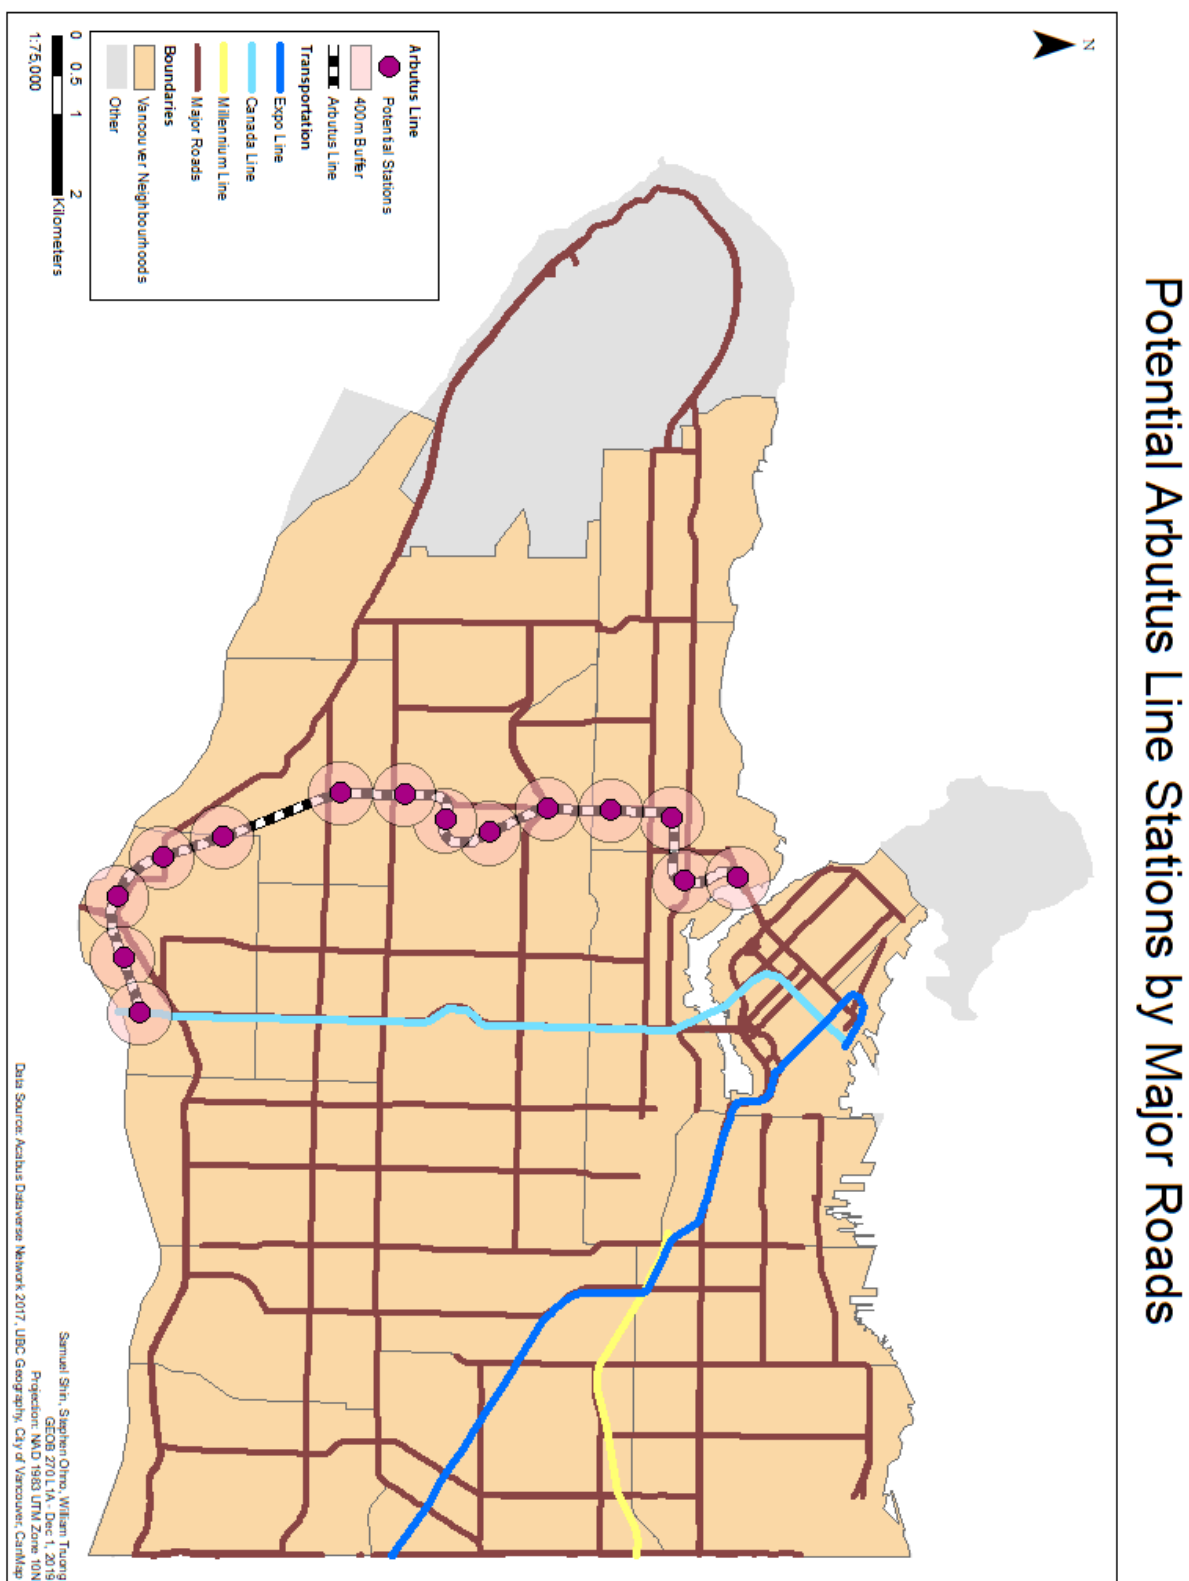 Potential Arbutus Line Stations by Major Roads
N
Arbutus Line
Potential Stations
400m Buffer
Arbutus Line
Transportation
Expo Line
Canada Line
Millennium Line
Major Roads
Boundaries
Vancouver Neighbourhoods
Other
0 0.5 1 2
Kilometers
1:75,000
Samuel Shin, Stephen Ohno, William Truong
GEOB 270 L1A - Dec 1, 2019
Projection: NAD 1983 UTM Zone 10N
Data Source: Acabus Dataverse Network 2017, UBC Geography, City of Vancouver, CanMap